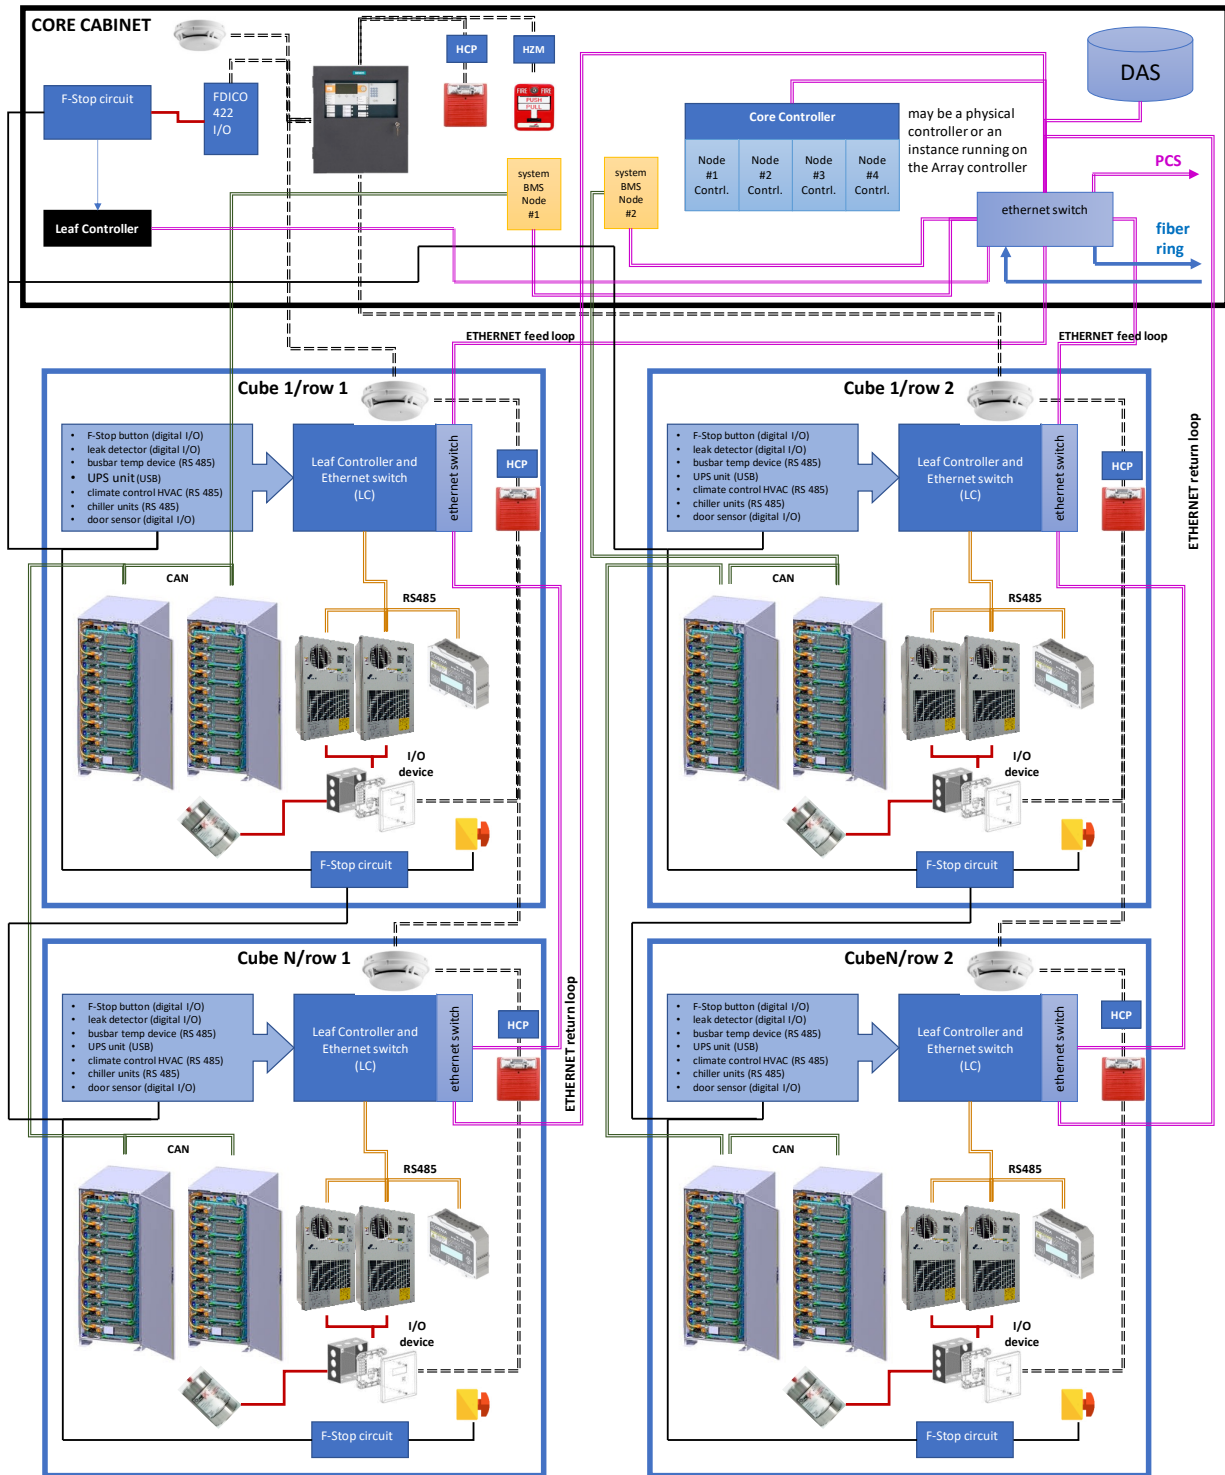 CORE CABINET
HCP
HZM
F-Stop circuit
FDICO
422
I/O
Leaf Controller
FIRE
FIRE
PUSH
PULL
system
BMS
Node
#1
system
BMS
Node
#2
Core Controller
Node
#1
Contrl.
Node
#2
Contrl.
Node
#3
Contrl.
Node
#4
Contrl.
may be a physical
controller or an
instance running on
the Array controller
DAS
PCS
ethernet switch
fiber
ring
ETHERNET feed loop
ETHERNET feed loop
ETHERNET return loop
Cube 1/row 1
• F-Stop button (digital I/O)
• leak detector (digital I/O)
• busbar temp device (RS 485)
• UPS unit (USB)
• climate control HVAC (RS 485)
• chiller units (RS 485)
• door sensor (digital I/O)
Leaf Controller and
Ethernet switch
(LC)
ethernet switch
HCP
CAN
RS485
I/O
device
F-Stop circuit
Cube 1/row 2
• F-Stop button (digital I/O)
• leak detector (digital I/O)
• busbar temp device (RS 485)
• UPS unit (USB)
• climate control HVAC (RS 485)
• chiller units (RS 485)
• door sensor (digital I/O)
Leaf Controller and
Ethernet switch
(LC)
ethernet switch
HCP
CAN
RS485
I/O
device
F-Stop circuit
Cube N/row 1
• F-Stop button (digital I/O)
• leak detector (digital I/O)
• busbar temp device (RS 485)
• UPS unit (USB)
• climate control HVAC (RS 485)
• chiller units (RS 485)
• door sensor (digital I/O)
Leaf Controller and
Ethernet switch
(LC)
ethernet switch
HCP
ETHERNET return loop
CAN
RS485
I/O
device
F-Stop circuit
CubeN/row 2
• F-Stop button (digital I/O)
• leak detector (digital I/O)
• busbar temp device (RS 485)
• UPS unit (USB)
• climate control HVAC (RS 485)
• chiller units (RS 485)
• door sensor (digital I/O)
Leaf Controller and
Ethernet switch
(LC)
ethernet switch
HCP
CAN
RS485
I/O
device
F-Stop circuit